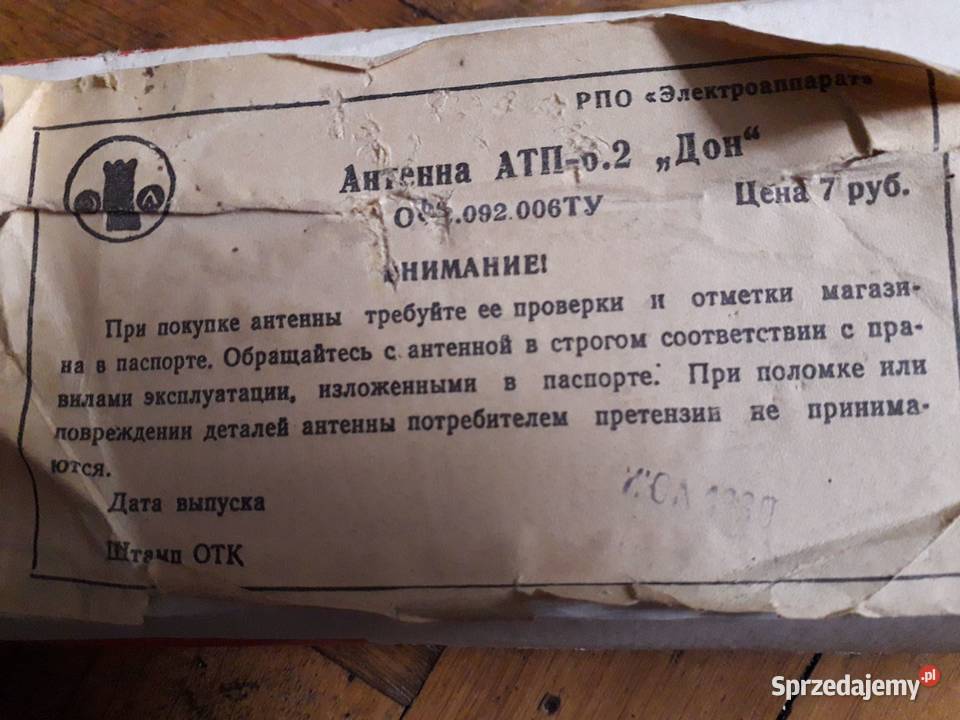 РПО «Электроаппарат»
Антенна АТП-6.2 „Дон“
.092.006ТУ
Цена 7 руб.
ВНИМАНИЕ!
При покупке антенны требуйте ее проверки и отметки магази-
на в паспорте. Обращайтесь с антенной в строгом соответствии с пра-
вилами эксплуатации, изложенными в паспорте. При поломке или
повреждении деталей антенны потребителем претензии не принима-
ются.
Дата выпуска
Штамп ОТК
Sprzedajemy.pl